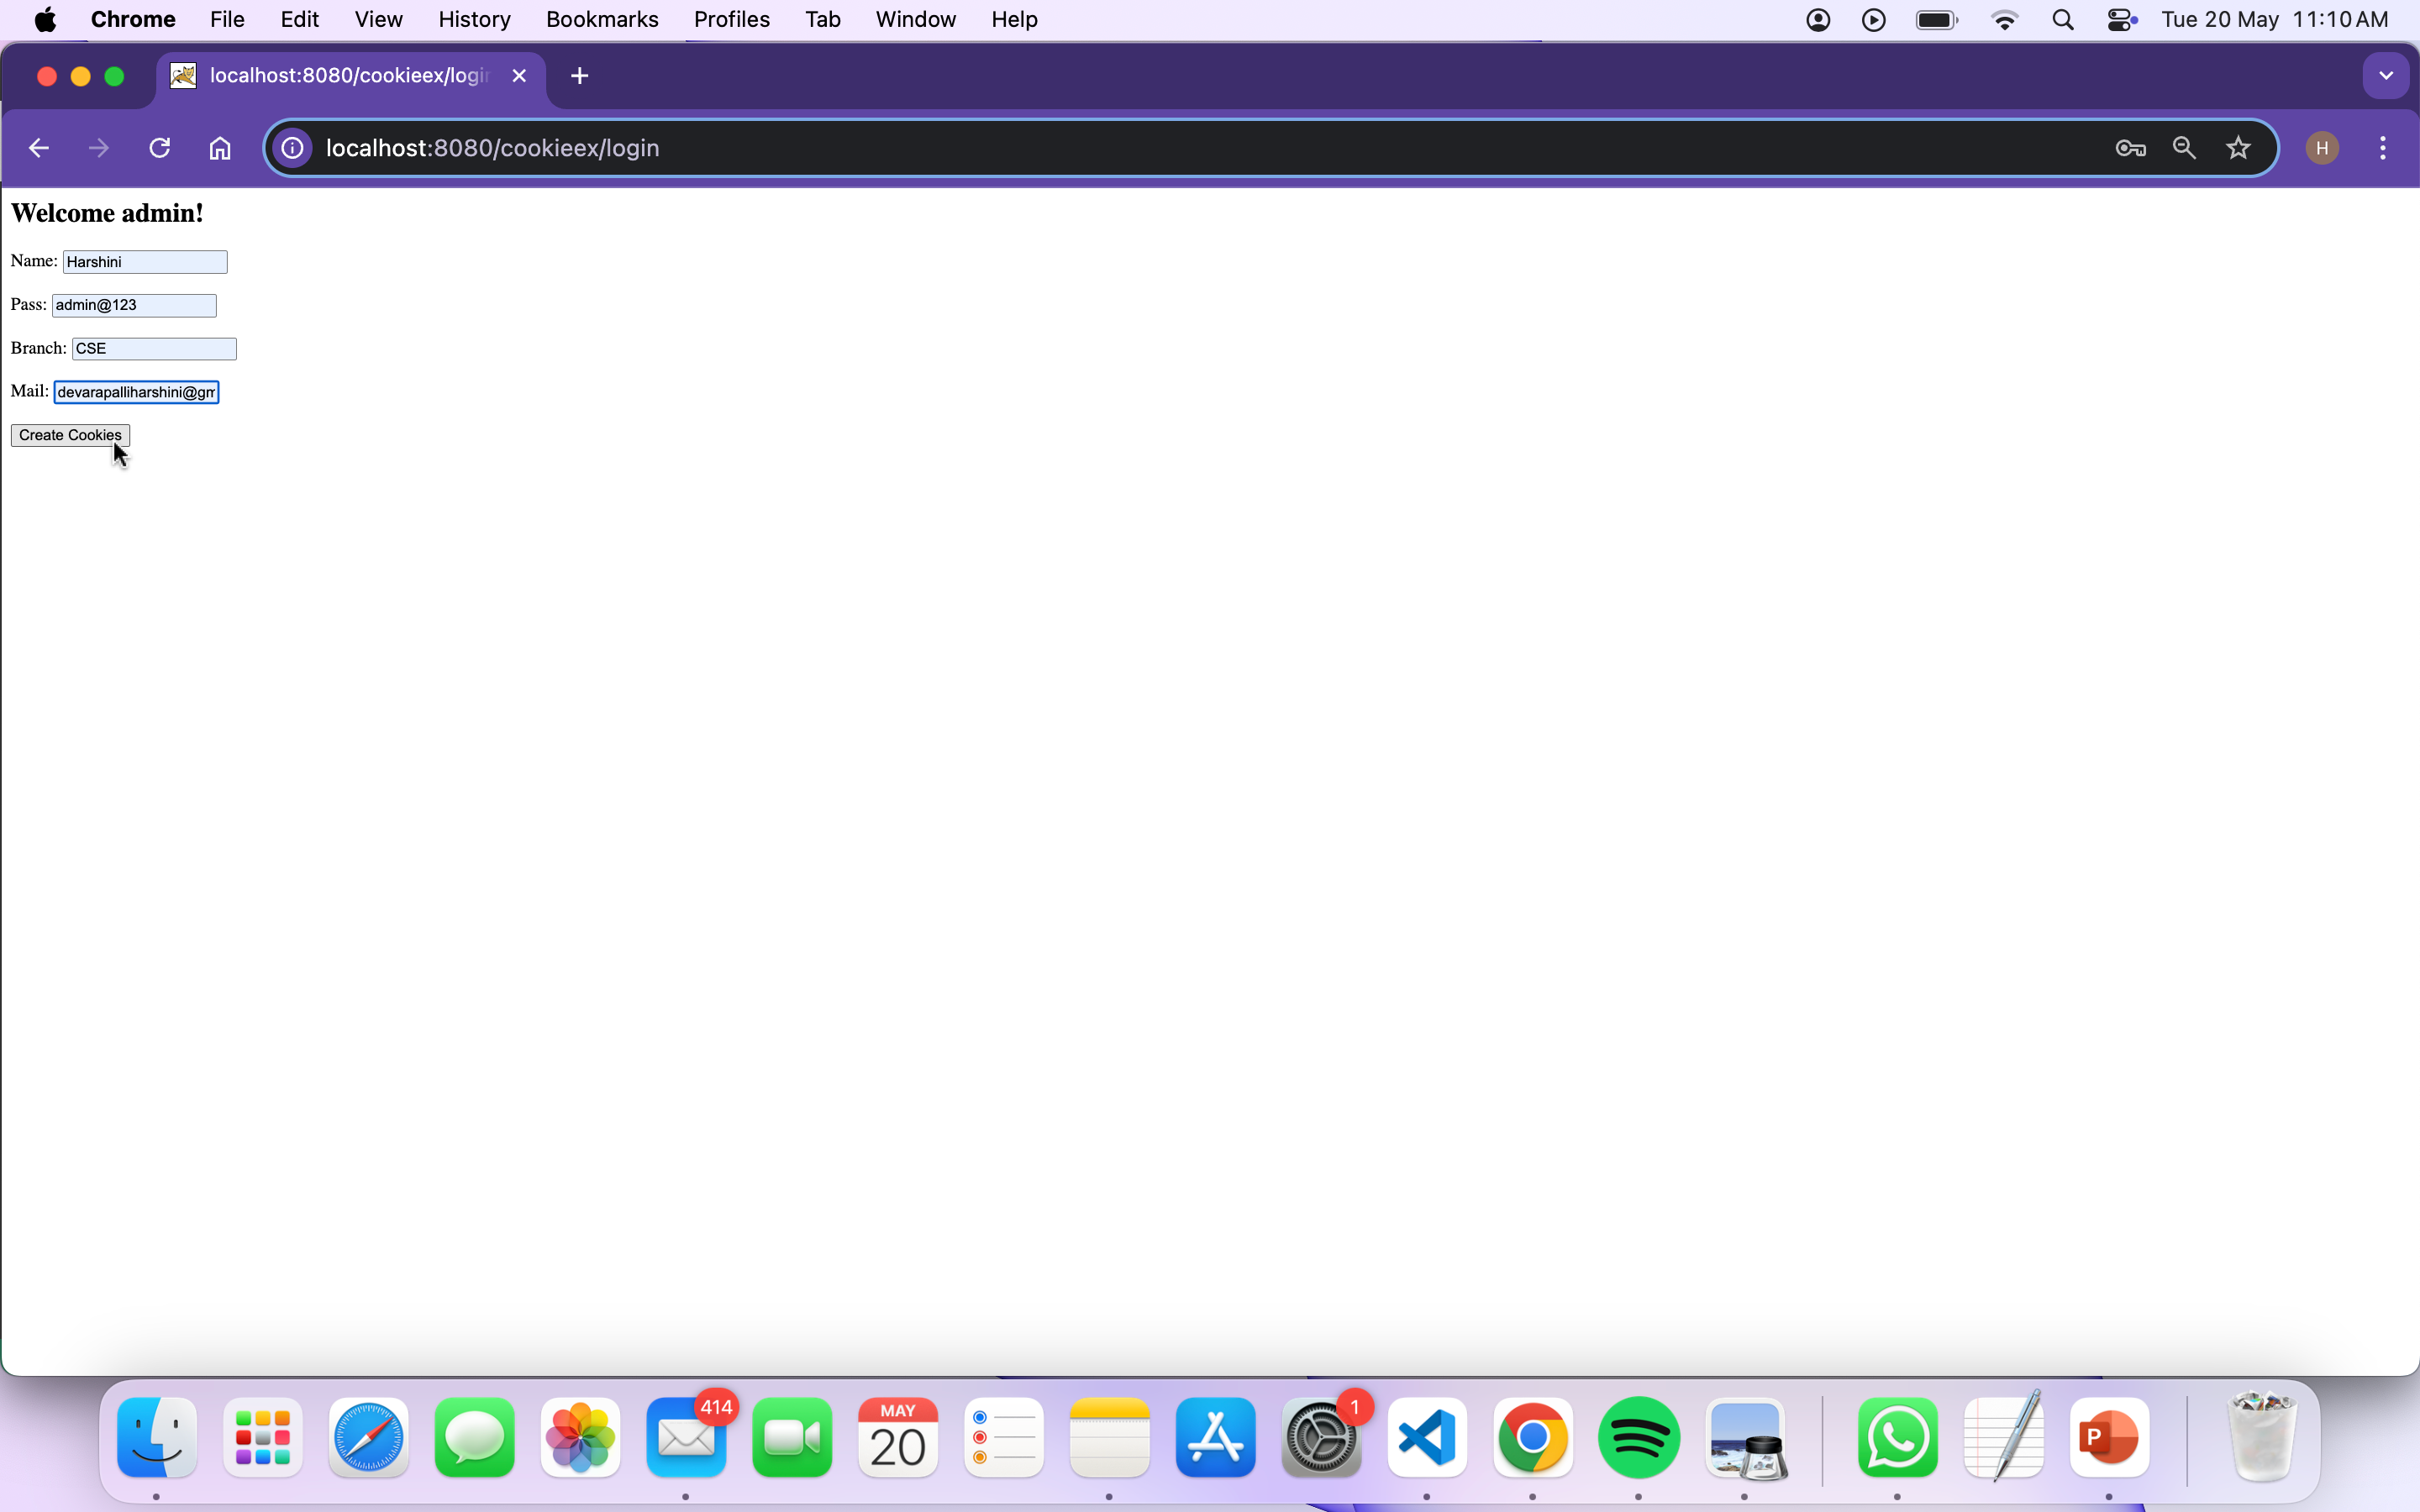 Chrome File Edit View History Bookmarks Profiles Tab Window Help Tue 20 May 11:10 AM
localhost:8080/cookieex/login
localhost:8080/cookieex/login H
Welcome admin!
Name: Harshini
Pass: admin@123
Branch: CSE
Mail: devarapalliharshini@gm
Create Cookies
414 MAY 1
20 P